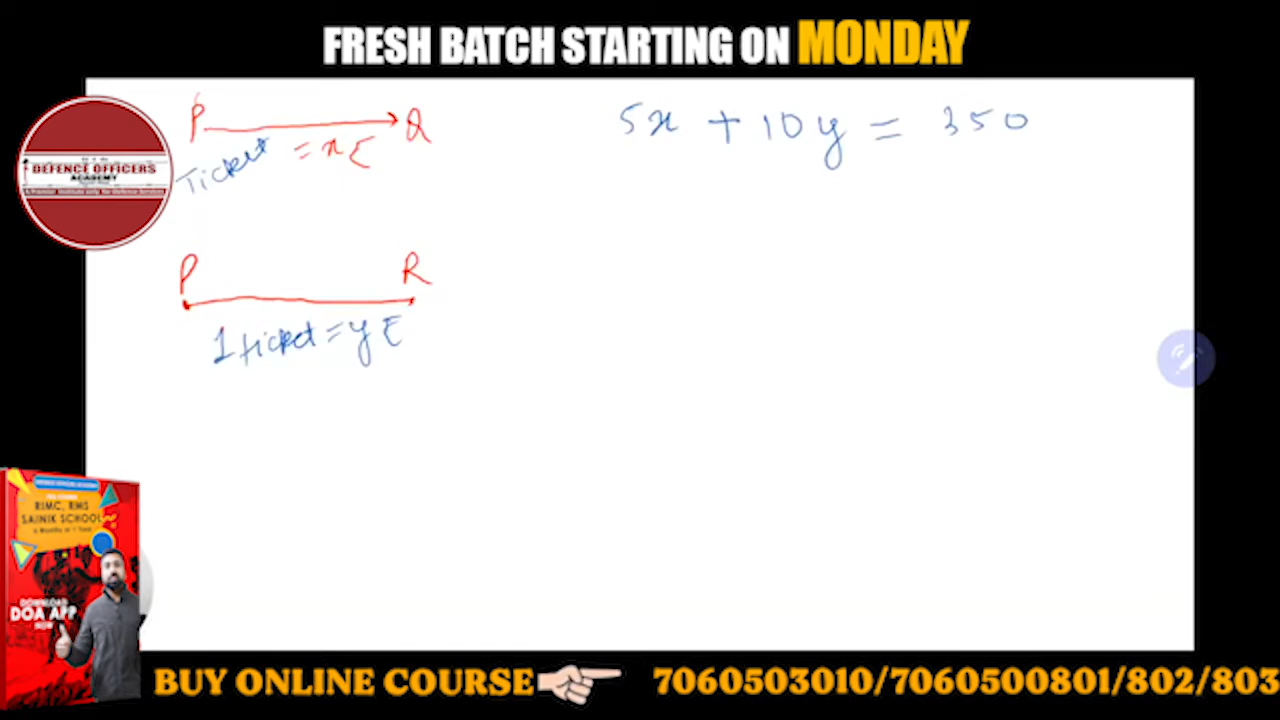 FRESH BATCH STARTING ON MONDAY
P Q
Ticket = x ₹
5x + 10y = 350
DEFENCE OFFICERS
ACADEMY
P R
1 ticket = y ₹
RIMC, RMS
SAINIK SCHOOL
DOWNLOAD
DOA APP
NOW
BUY ONLINE COURSE
7060503010/7060500801/802/803